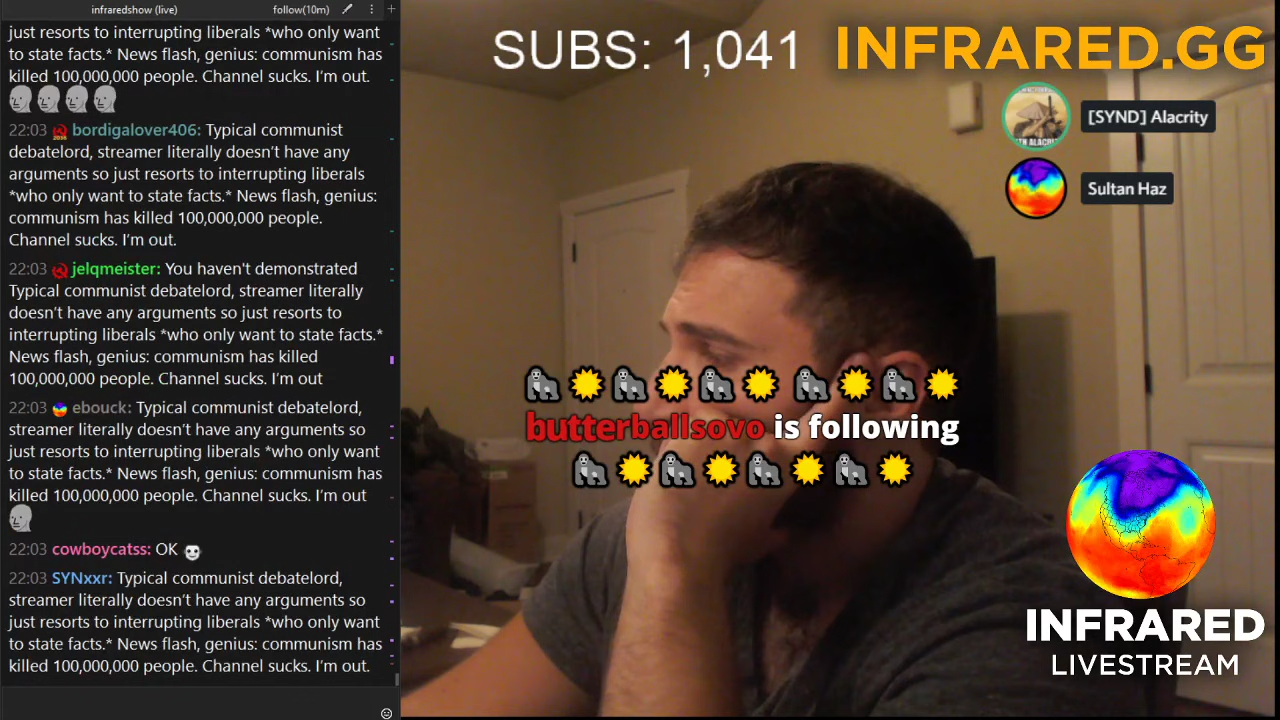 infraredshow (live)
follow(10m)
just resorts to interrupting liberals *who only want
to state facts.* News flash, genius: communism has
killed 100,000,000 people. Channel sucks. I’m out.
22:03 bordigalover406: Typical communist
debatelord, streamer literally doesn’t have any
arguments so just resorts to interrupting liberals
*who only want to state facts.* News flash, genius:
communism has killed 100,000,000 people.
Channel sucks. I’m out.
22:03 jelqmeister: You haven't demonstrated
Typical communist debatelord, streamer literally
doesn’t have any arguments so just resorts to
interrupting liberals *who only want to state facts.*
News flash, genius: communism has killed
100,000,000 people. Channel sucks. I’m out
22:03 ebouck: Typical communist debatelord,
streamer literally doesn’t have any arguments so
just resorts to interrupting liberals *who only want
to state facts.* News flash, genius: communism has
killed 100,000,000 people. Channel sucks. I’m out
22:03 cowboycatss: OK
22:03 SYNxxr: Typical communist debatelord,
streamer literally doesn’t have any arguments so
just resorts to interrupting liberals *who only want
to state facts.* News flash, genius: communism has
killed 100,000,000 people. Channel sucks. I’m out.
SUBS: 1,041
INFRARED.GG
[SYND] Alacrity
Sultan Haz
butterballsovo is following
INFRARED
LIVESTREAM